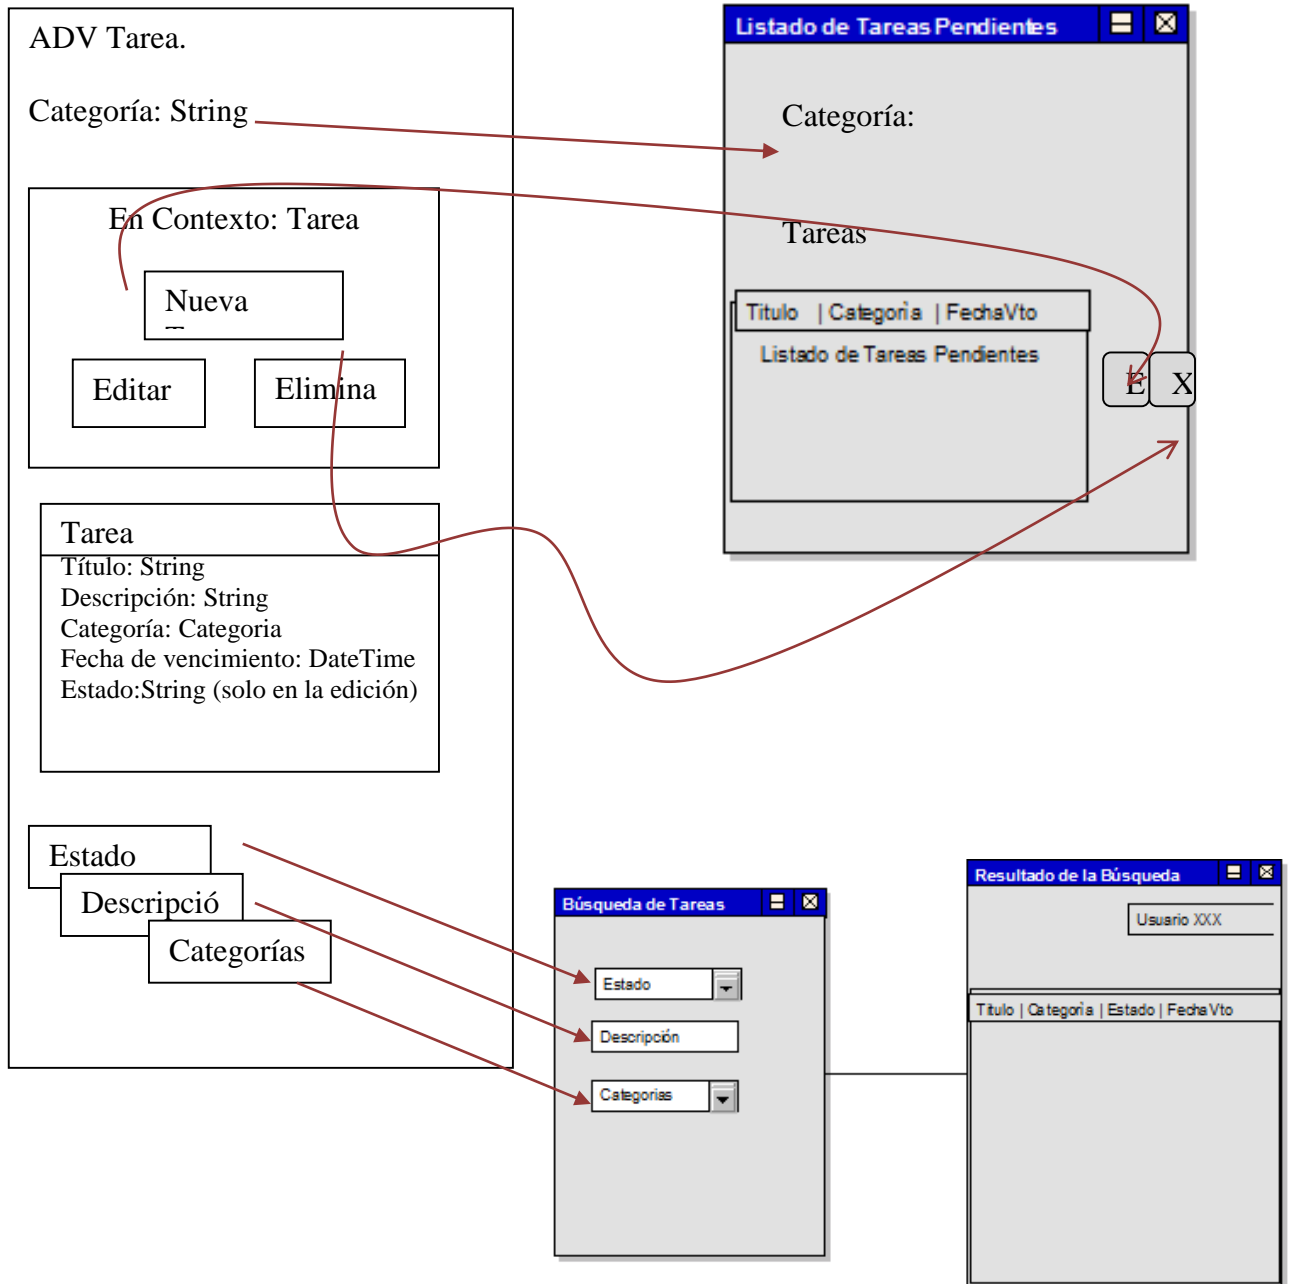 ADV Tarea.
Categoría: String
En Contexto: Tarea
Nueva
Editar
Elimina
Tarea
Título: String
Descripción: String
Categoría: Categoria
Fecha de vencimiento: DateTime
Estado:String (solo en la edición)
Estado
Descripció
Categorías
Listado de Tareas Pendientes
Categoría:
Tareas
Titulo | Categorìa | FechaVto
Listado de Tareas Pendientes
E X
Búsqueda de Tareas
Estado
Descripción
Categorias
Resultado de la Búsqueda
Usuario XXX
Titulo | Categorìa | Estado | FechaVto